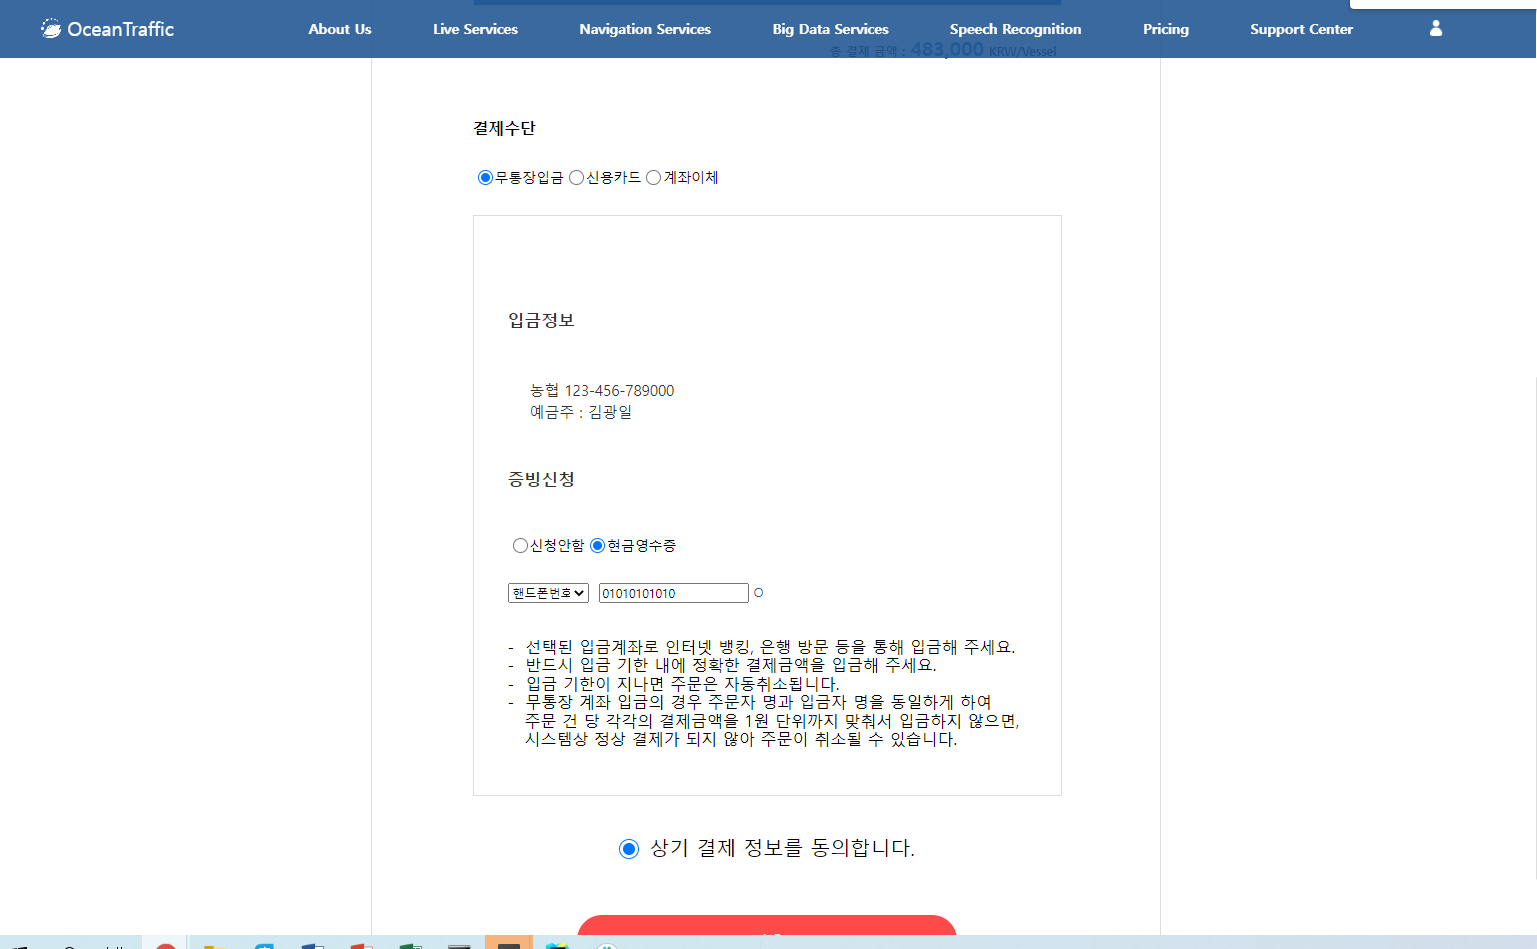 OceanTraffic About Us Live Services Navigation Services Big Data Services Speech Recognition Pricing Support Center
총 결제 금액 : 483,000 KRW/Vessel
결제수단
무통장입금 신용카드 계좌이체
입금정보
농협 123-456-789000
예금주 : 김광일
증빙신청
신청안함 현금영수증
핸드폰번호 01010101010 O
- 선택된 입금계좌로 인터넷 뱅킹, 은행 방문 등을 통해 입금해 주세요.
- 반드시 입금 기한 내에 정확한 결제금액을 입금해 주세요.
- 입금 기한이 지나면 주문은 자동취소됩니다.
- 무통장 계좌 입금의 경우 주문자 명과 입금자 명을 동일하게 하여
주문 건 당 각각의 결제금액을 1원 단위까지 맞춰서 입금하지 않으면,
시스템상 정상 결제가 되지 않아 주문이 취소될 수 있습니다.
상기 결제 정보를 동의합니다.